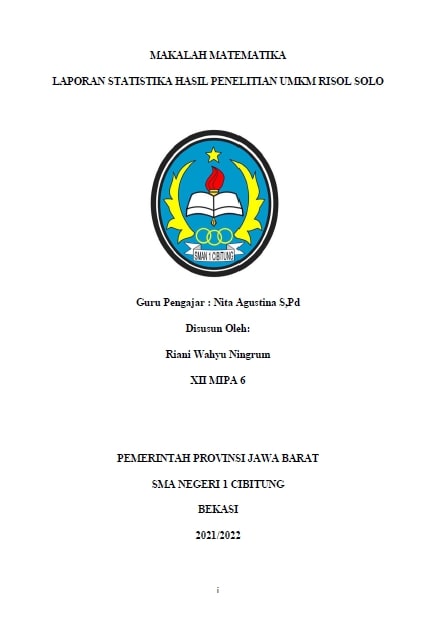 MAKALAH MATEMATIKA
LAPORAN STATISTIKA HASIL PENELITIAN UMKM RISOL SOLO
SMAN 1 CIBITUNG
Guru Pengajar : Nita Agustina S,Pd
Disusun Oleh:
Riani Wahyu Ningrum
XII MIPA 6
PEMERINTAH PROVINSI JAWA BARAT
SMA NEGERI 1 CIBITUNG
BEKASI
2021/2022
i